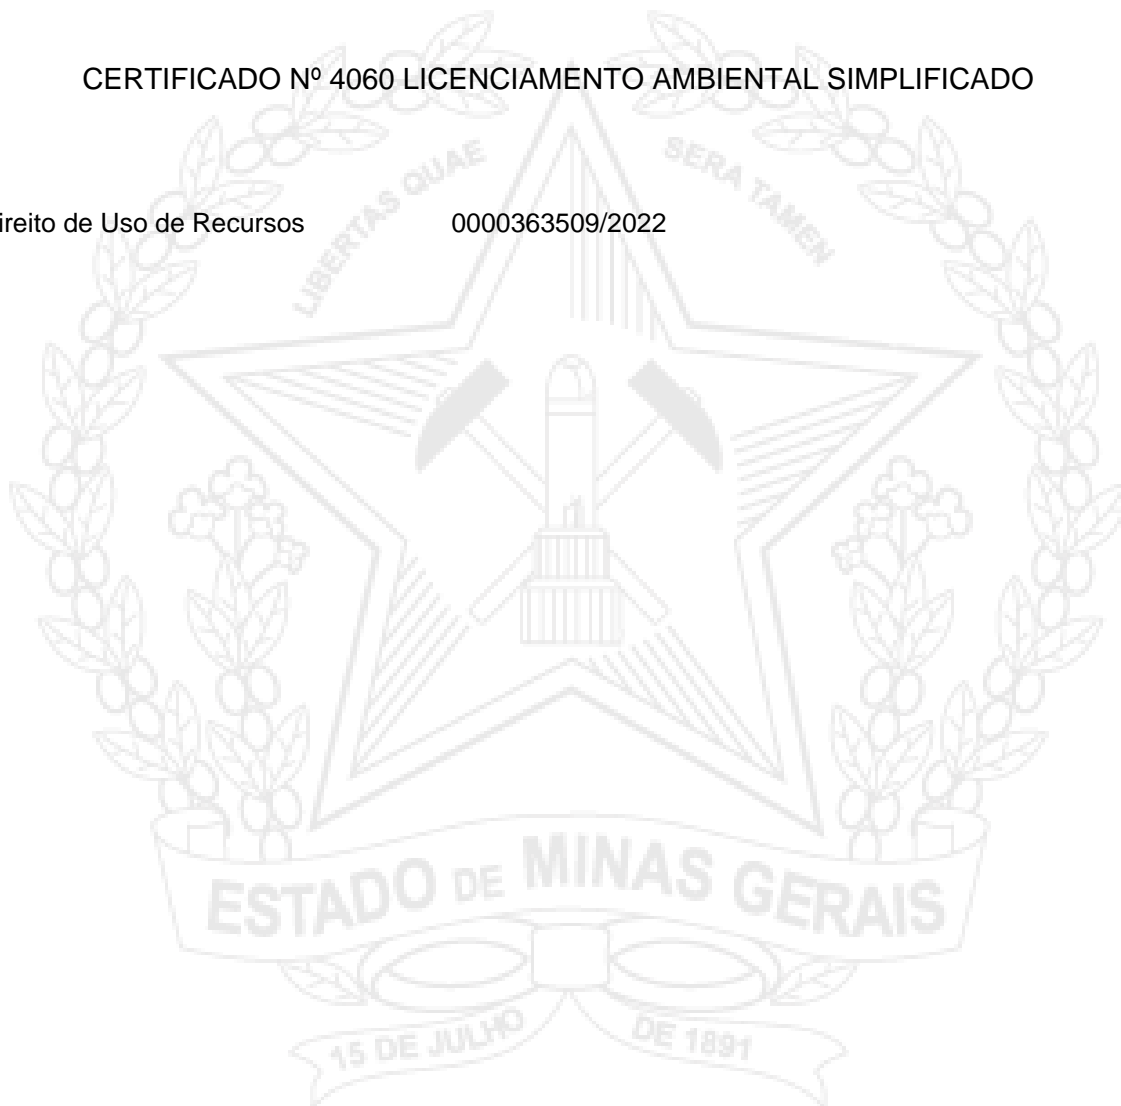 CERTIFICADO Nº 4060 LICENCIAMENTO AMBIENTAL SIMPLIFICADO
LIBERTAS QUAE SERA TAMEN
ireito de Uso de Recursos 0000363509/2022
ESTADO DE MINAS GERAIS
15 DE JULHO DE 1891